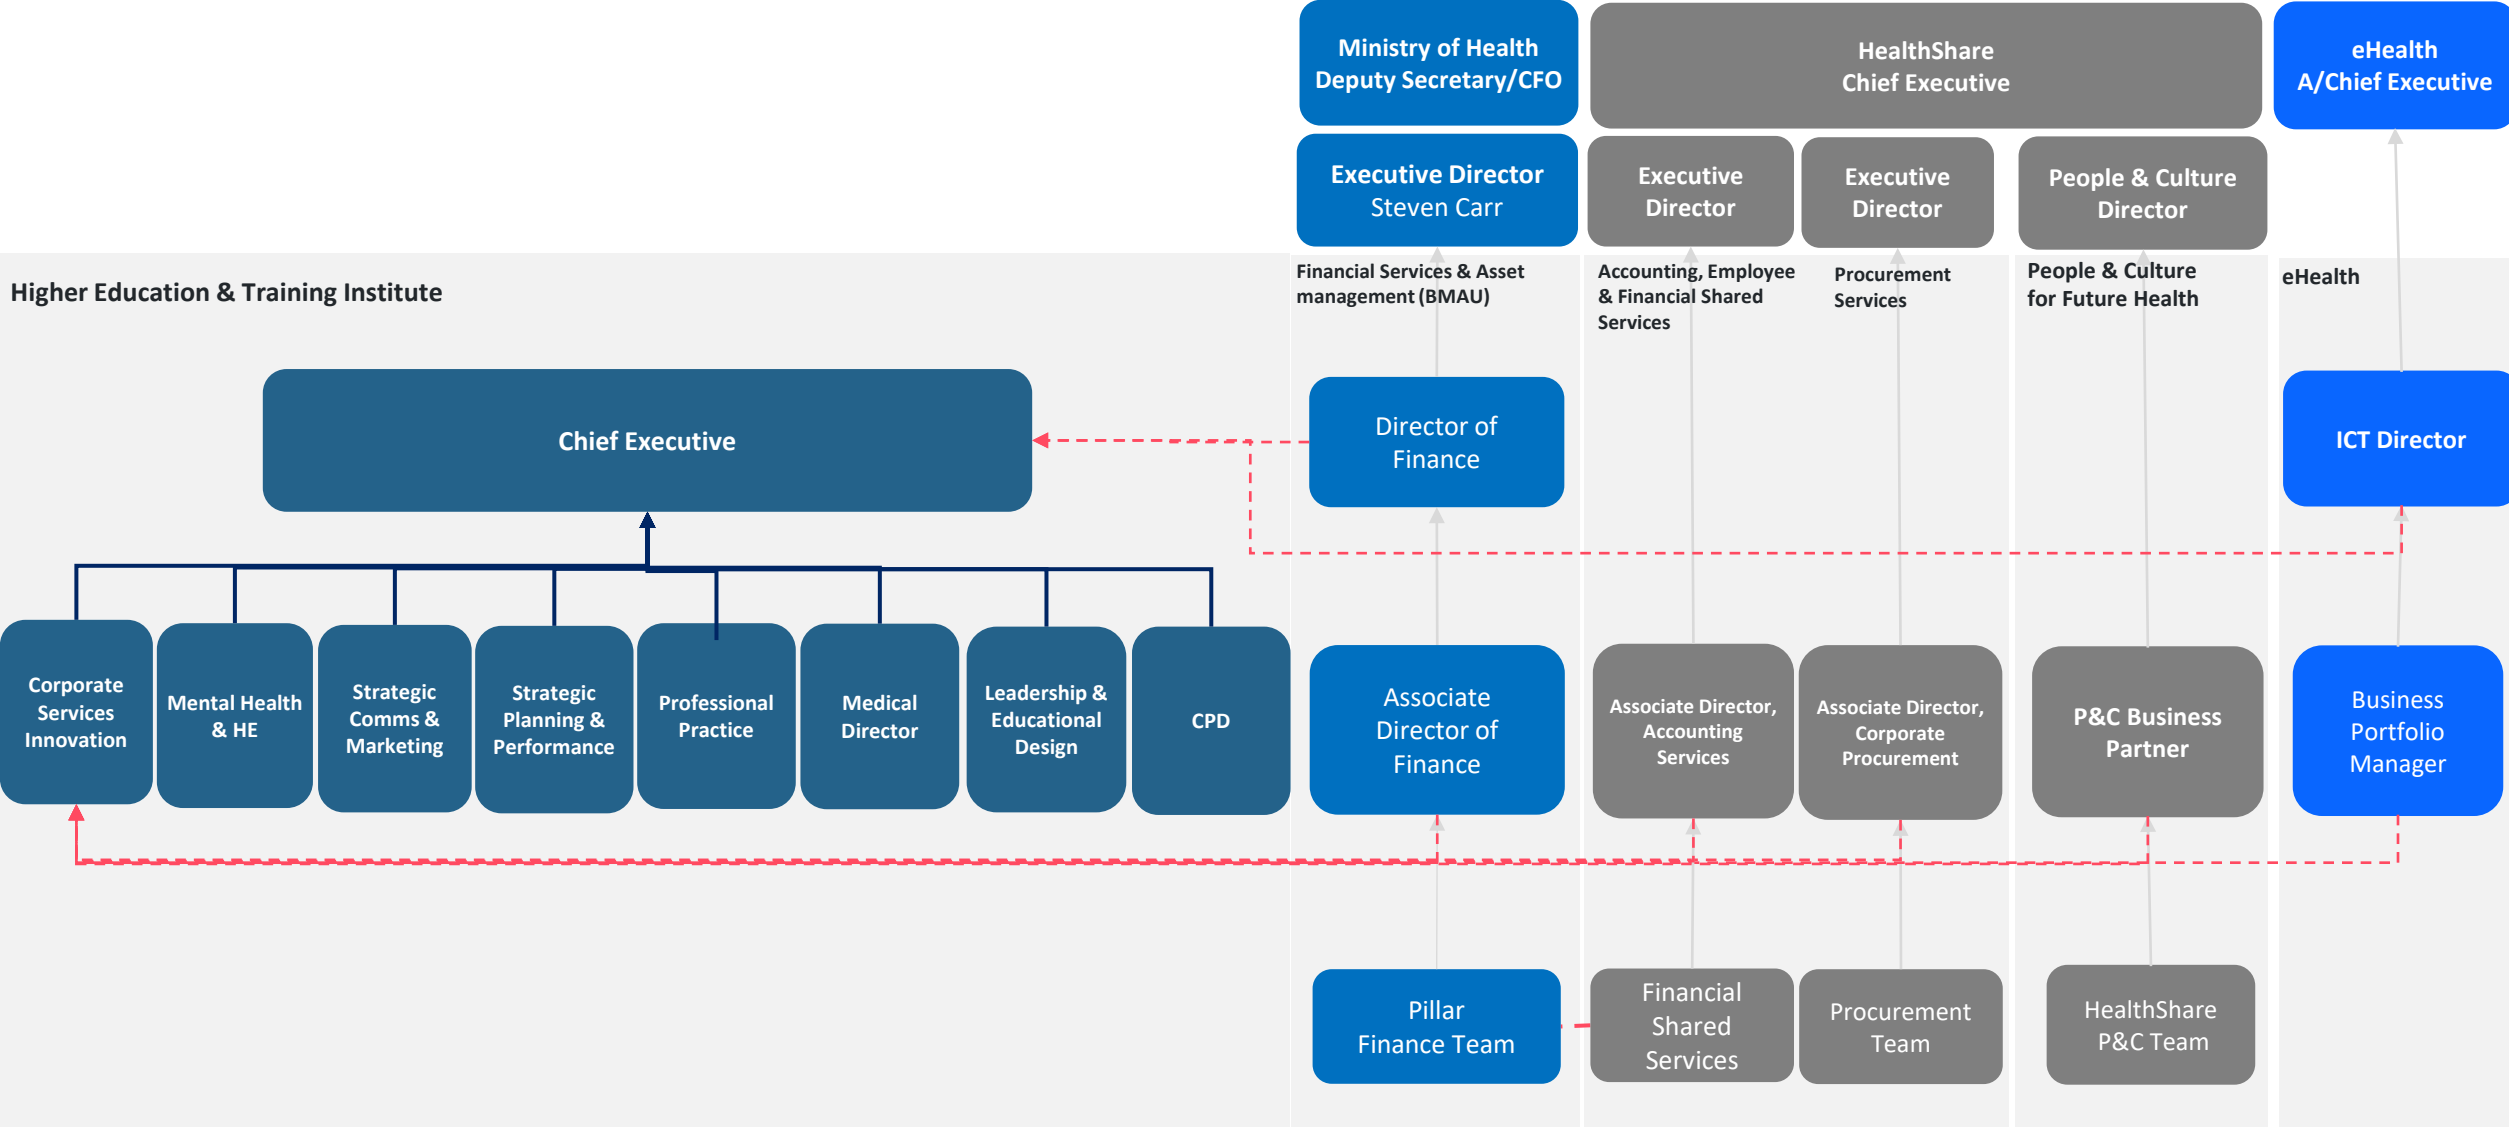 Ministry of Health
Deputy Secretary/CFO
HealthShare
Chief Executive
eHealth
A/Chief Executive
Executive Director
Steven Carr
Executive
Director
Executive
Director
People & Culture
Director
Higher Education & Training Institute
Financial Services & Asset
management (BMAU)
Accounting, Employee
& Financial Shared
Services
Procurement
Services
People & Culture
for Future Health
eHealth
Chief Executive
Director of
Finance
ICT Director
Corporate
Services
Innovation
Mental Health
& HE
Strategic
Comms &
Marketing
Strategic
Planning &
Performance
Professional
Practice
Medical
Director
Leadership &
Educational
Design
CPD
Associate
Director of
Finance
Associate Director,
Accounting
Services
Associate Director,
Corporate
Procurement
P&C Business
Partner
Business
Portfolio
Manager
Pillar
Finance Team
Financial
Shared
Services
Procurement
Team
HealthShare
P&C Team